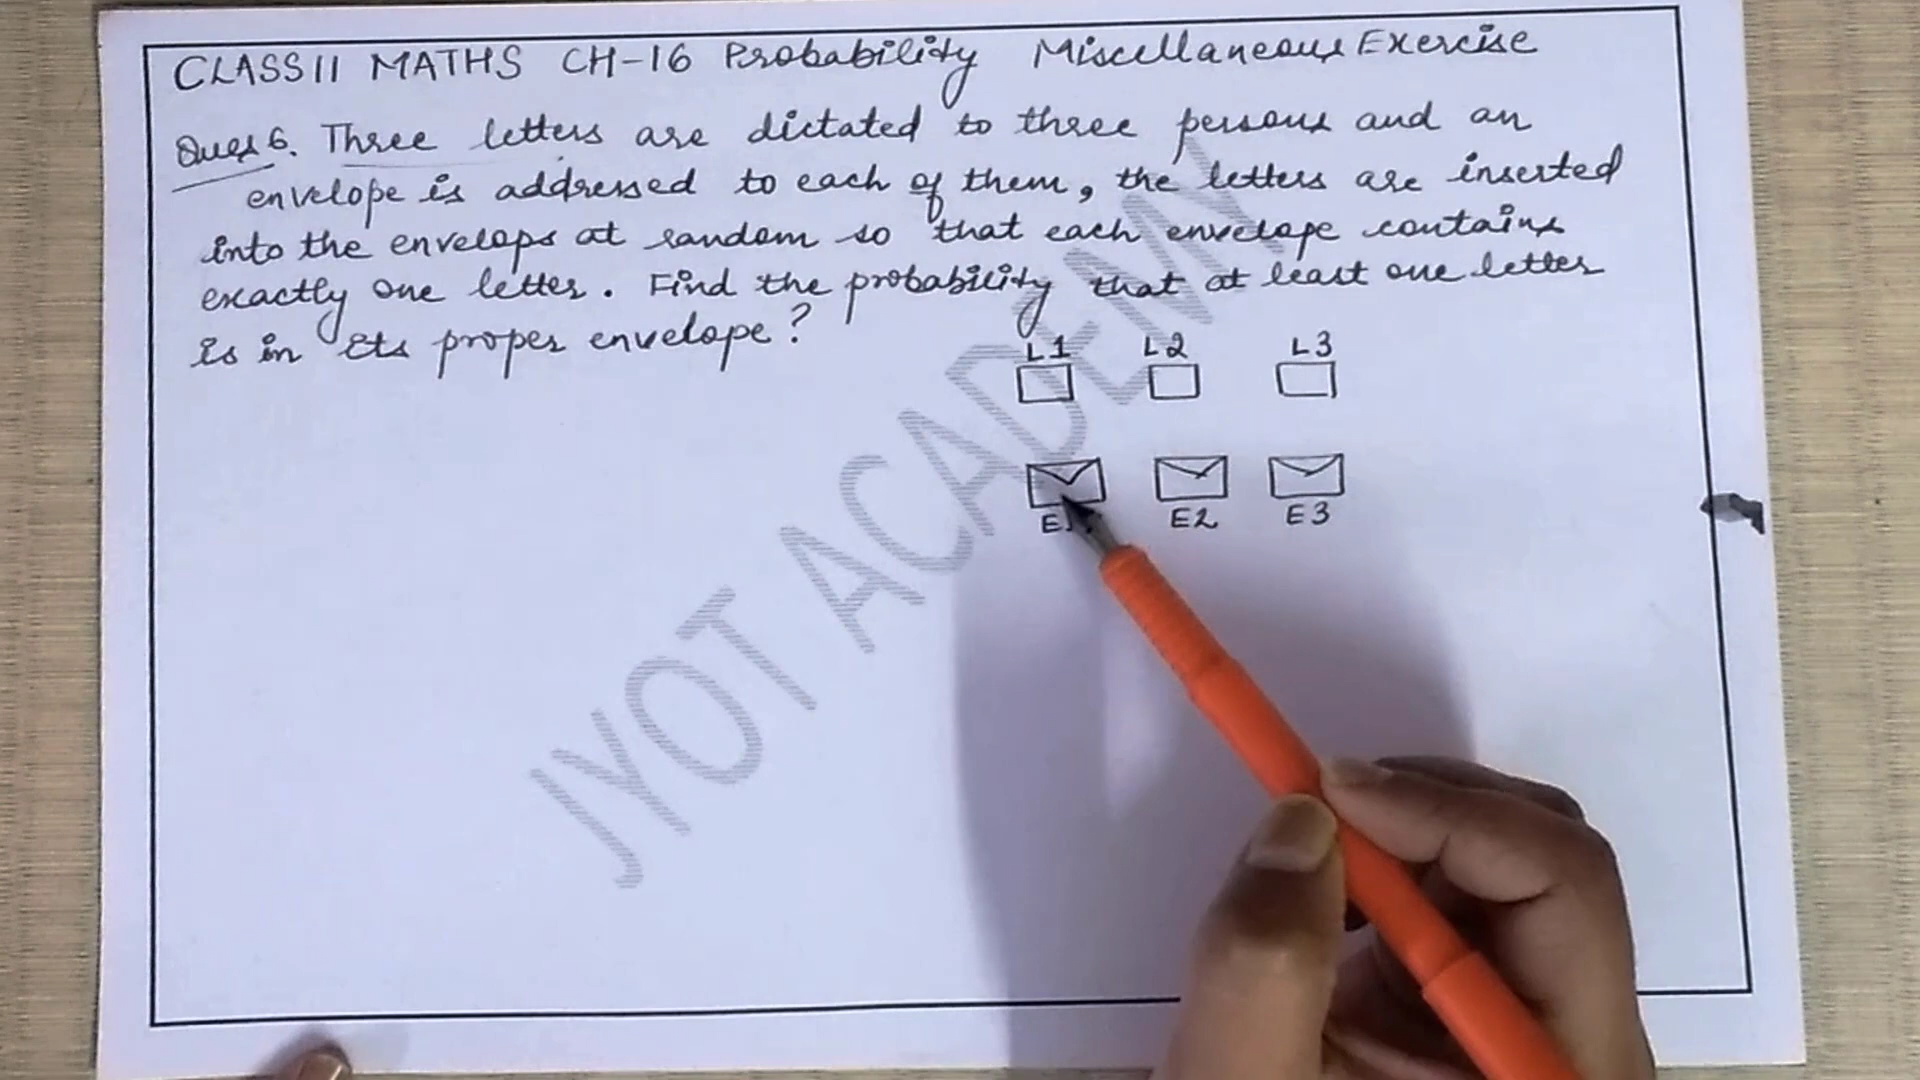 CLASS11 MATHS CH-16 Probability Miscellaneous Exercise
Ques 6. Three letters are dictated to three persons and an
envelope is addressed to each of them, the letters are inserted
into the envelops at random so that each envelope contains
exactly one letter. Find the probability that at least one letter
is in its proper envelope?
L1 L2 L3
E1 E2 E3
JYOT ACADEMY